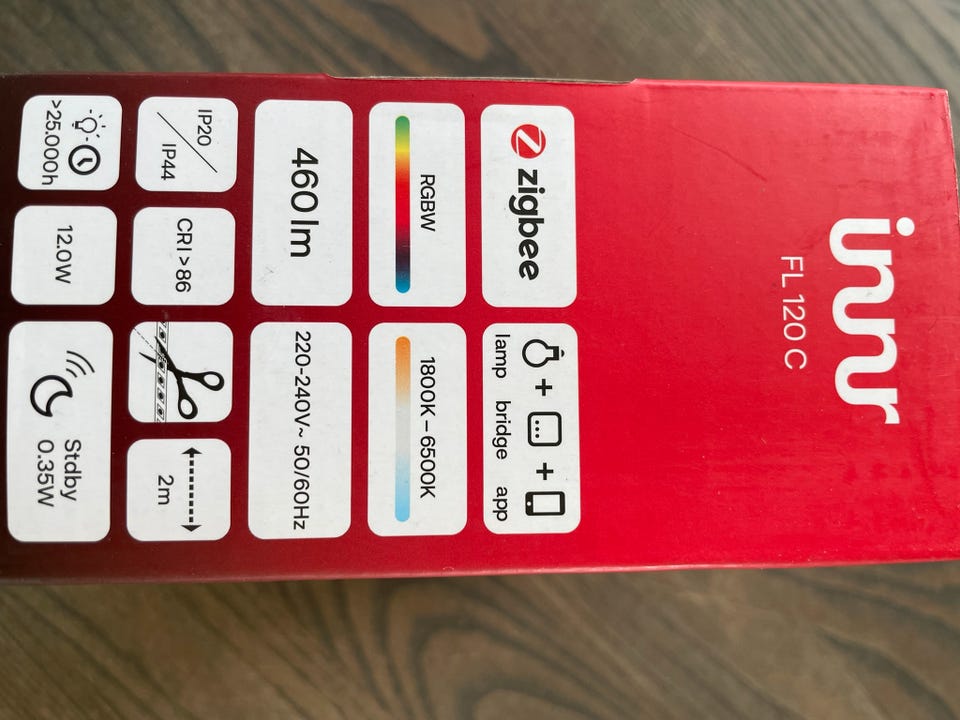 innr
FL 120 C
zigbee
lamp bridge app
RGBW
1800K – 6500K
460 lm
220-240V~ 50/60Hz
IP20
IP44
CRI > 86
2m
>25.000h
12.0W
Stdby
0.35W